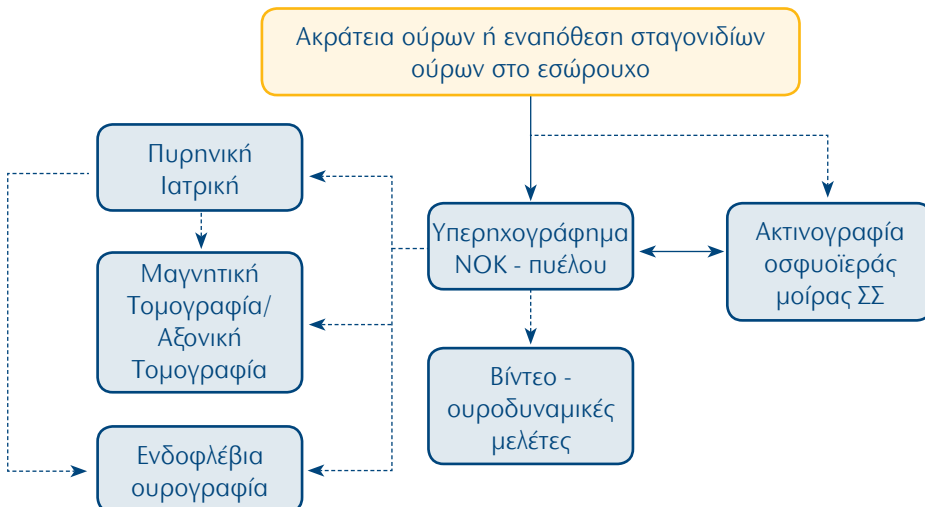 Ακράτεια ούρων ή εναπόθεση σταγονιδίων
ούρων στο εσώρουχο
Πυρηνική
Ιατρική
Υπερηχογράφημα
ΝΟΚ - πυέλου
Ακτινογραφία
οσφυοϊεράς
μοίρας ΣΣ
Μαγνητική
Τομογραφία/
Αξονική
Τομογραφία
Βίντεο -
ουροδυναμικές
μελέτες
Ενδοφλέβια
ουρογραφία